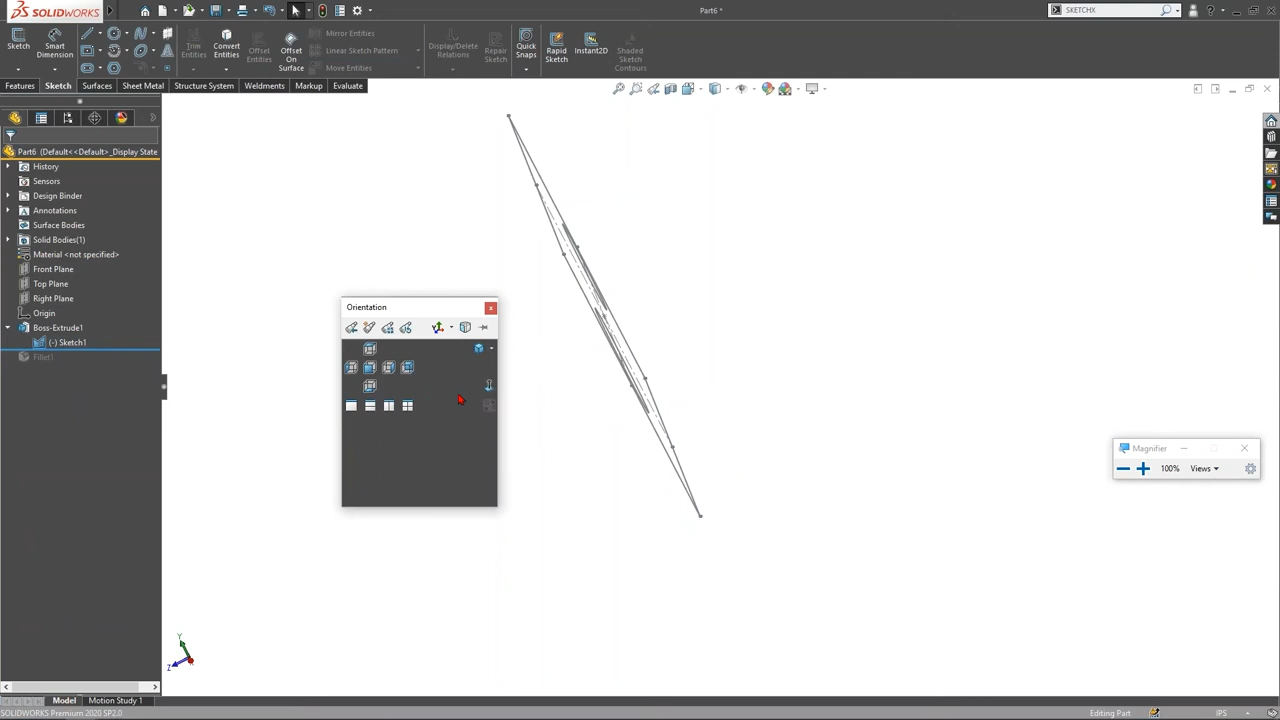 SOLIDWORKS
Part6 *
SKETCHX
Sketch
Smart
Dimension
Trim
Entities
Convert
Entities
Offset
Entities
Offset
On
Surface
Mirror Entities
Linear Sketch Pattern
Move Entities
Display/Delete
Relations
Repair
Sketch
Quick
Snaps
Rapid
Sketch
Instant2D
Shaded
Sketch
Contours
Features
Sketch
Surfaces
Sheet Metal
Structure System
Weldments
Markup
Evaluate
Part6 (Default<<Default>_Display State
History
Sensors
Design Binder
Annotations
Surface Bodies
Solid Bodies(1)
Material <not specified>
Front Plane
Top Plane
Right Plane
Origin
Boss-Extrude1
(-) Sketch1
Fillet1
Orientation
Magnifier
100%
Views
Y
Z
Model
Motion Study 1
SOLIDWORKS Premium 2020 SP2.0
Editing Part
IPS